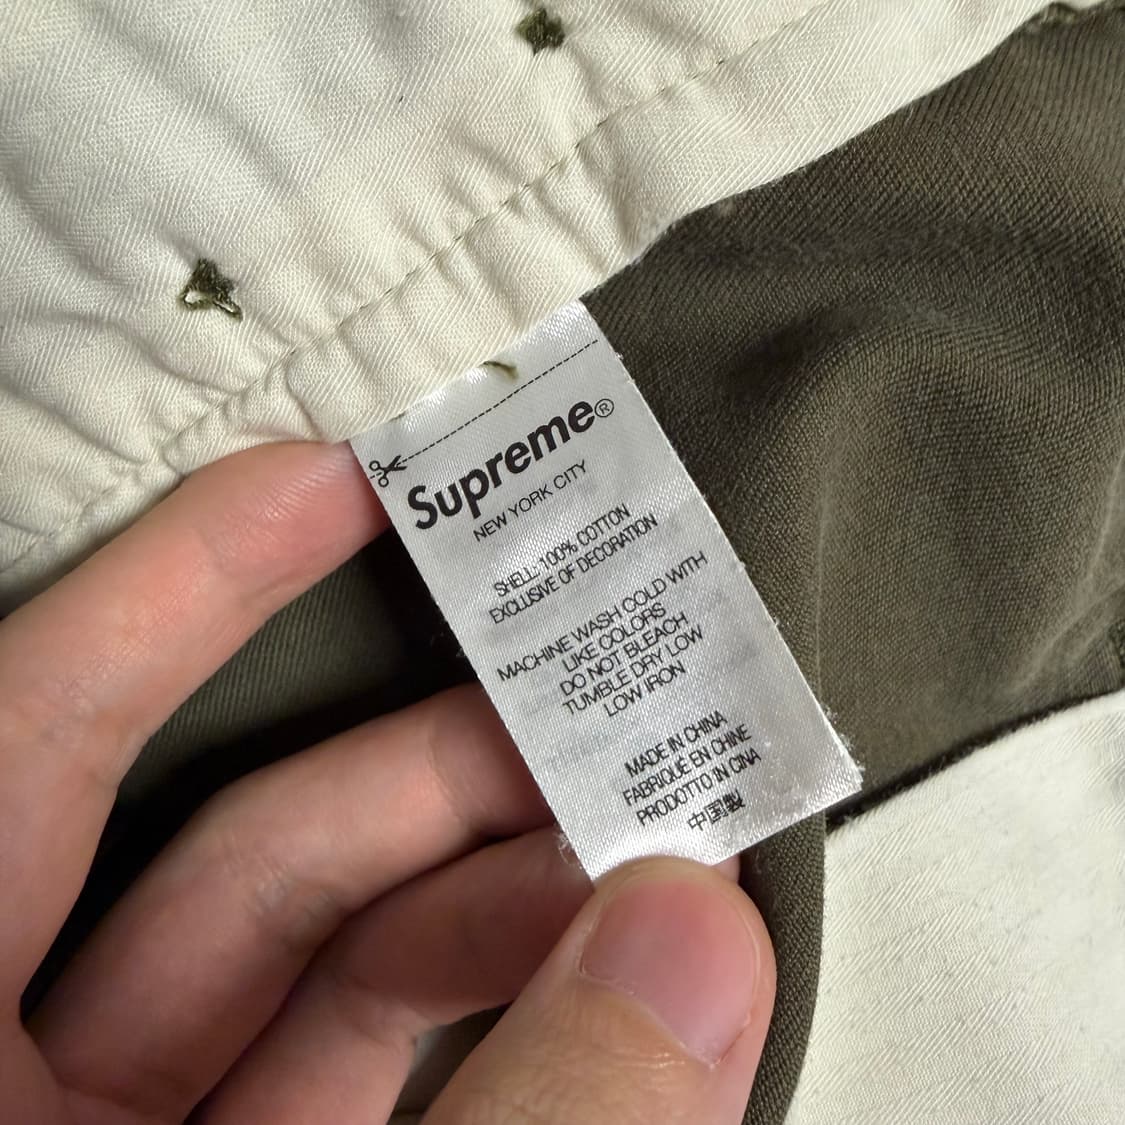 Supreme®
NEW YORK CITY
SHELL: 100% COTTON
EXCLUSIVE OF DECORATION
MACHINE WASH COLD WITH
LIKE COLORS
DO NOT BLEACH
TUMBLE DRY LOW
LOW IRON
MADE IN CHINA
FABRIQUÉ EN CHINE
PRODOTTO IN CINA
中国製